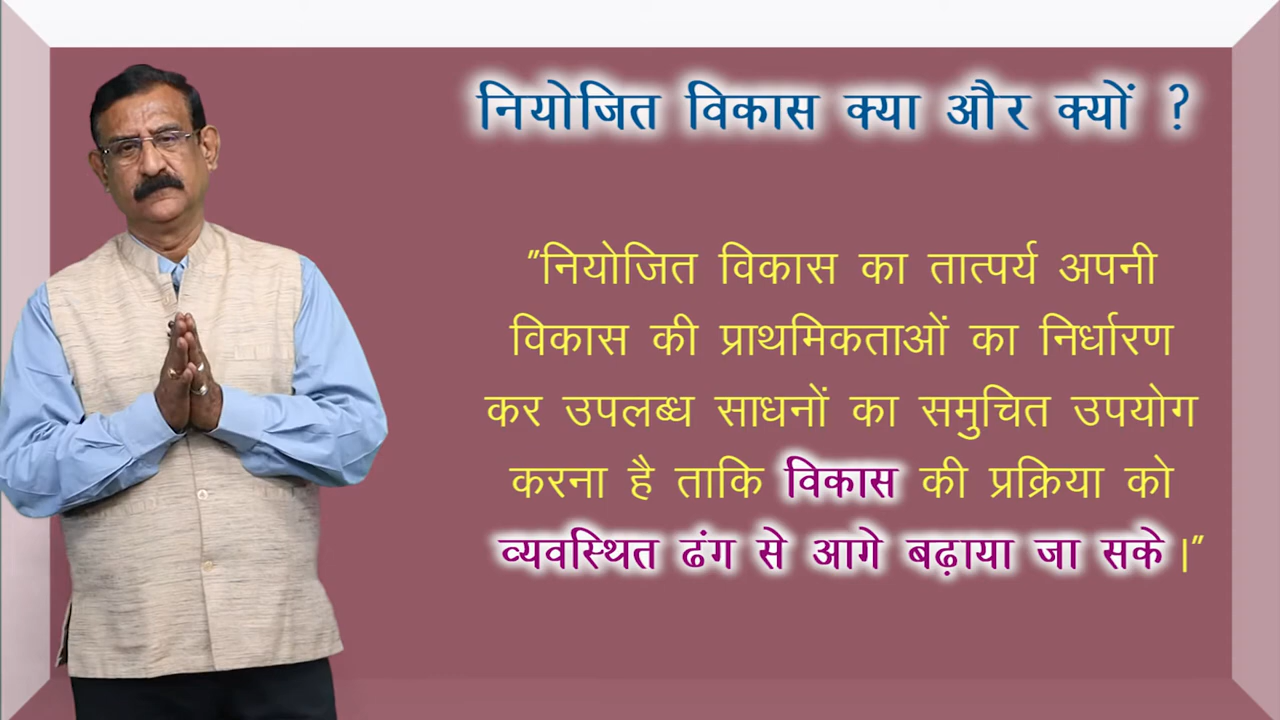 नियोजित विकास क्या और क्यों ?
"नियोजित विकास का तात्पर्य अपनी
विकास की प्राथमिकताओं का निर्धारण
कर उपलब्ध साधनों का समुचित उपयोग
करना है ताकि विकास की प्रक्रिया को
व्यवस्थित ढंग से आगे बढ़ाया जा सके |"